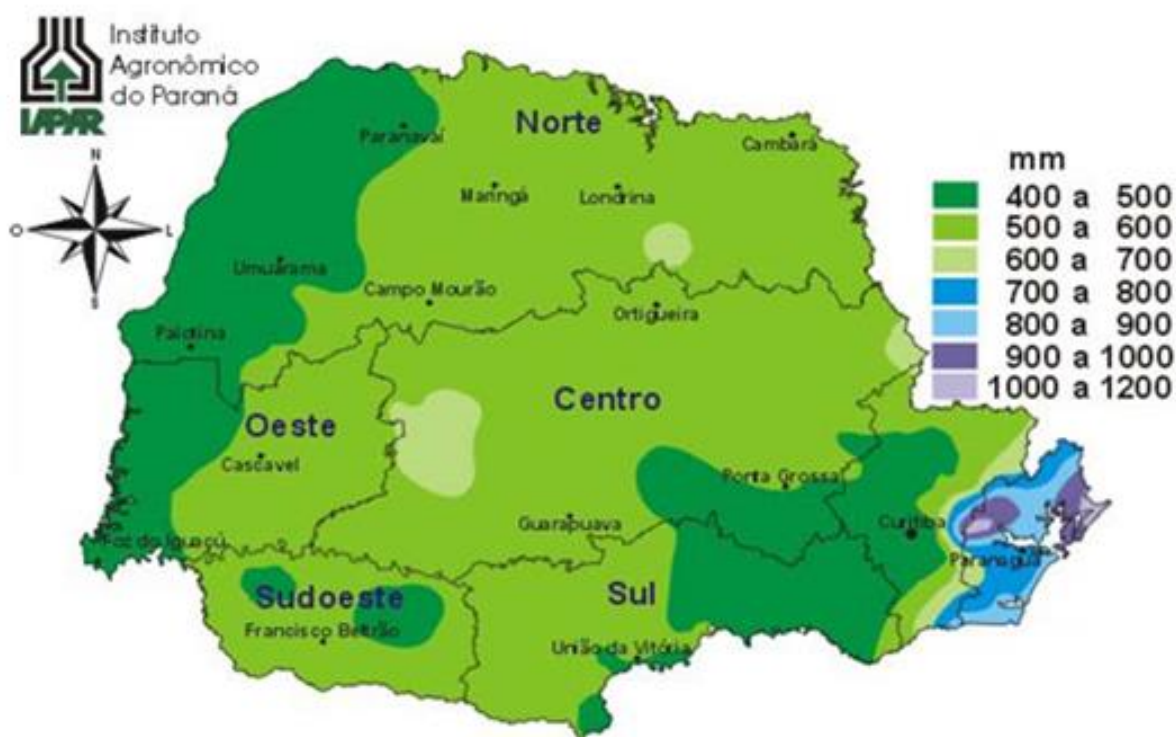 Instituto
Agronômico
do Paraná
IAPAR
N
O
L
S
Norte
Paranavaí
Cambará
Maringá
Londrina
Umuarama
Campo Mourão
Ortigueira
Palotina
Centro
Oeste
Cascavel
Ponta Grossa
Guarapuava
Curitiba
Foz do Iguaçú
Paranaguá
Sudoeste
Sul
Francisco Beltrão
União da Vitória
mm
400 a 500
500 a 600
600 a 700
700 a 800
800 a 900
900 a 1000
1000 a 1200